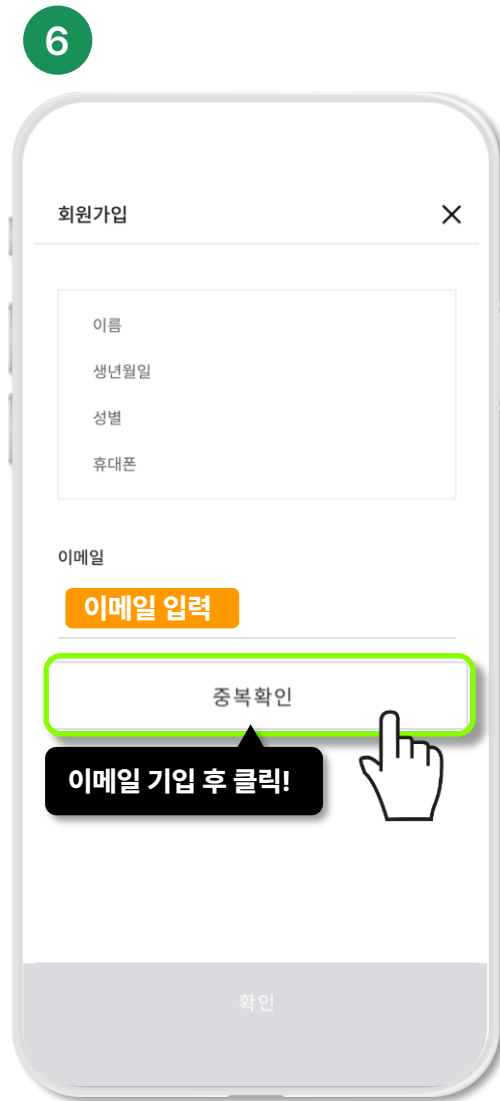 6
회원가입
이름
생년월일
성별
휴대폰
이메일
이메일 입력
중복확인
이메일 기입 후 클릭!
확인